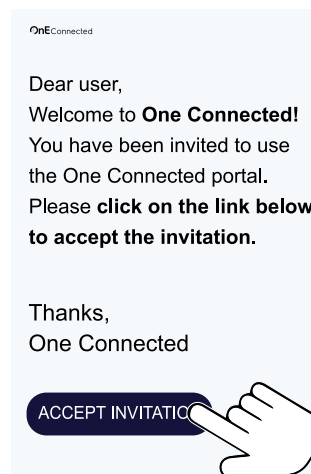 OnEConnected
Dear user,
Welcome to One Connected!
You have been invited to use
the One Connected portal.
Please click on the link below
to accept the invitation.
Thanks,
One Connected
ACCEPT INVITATIO